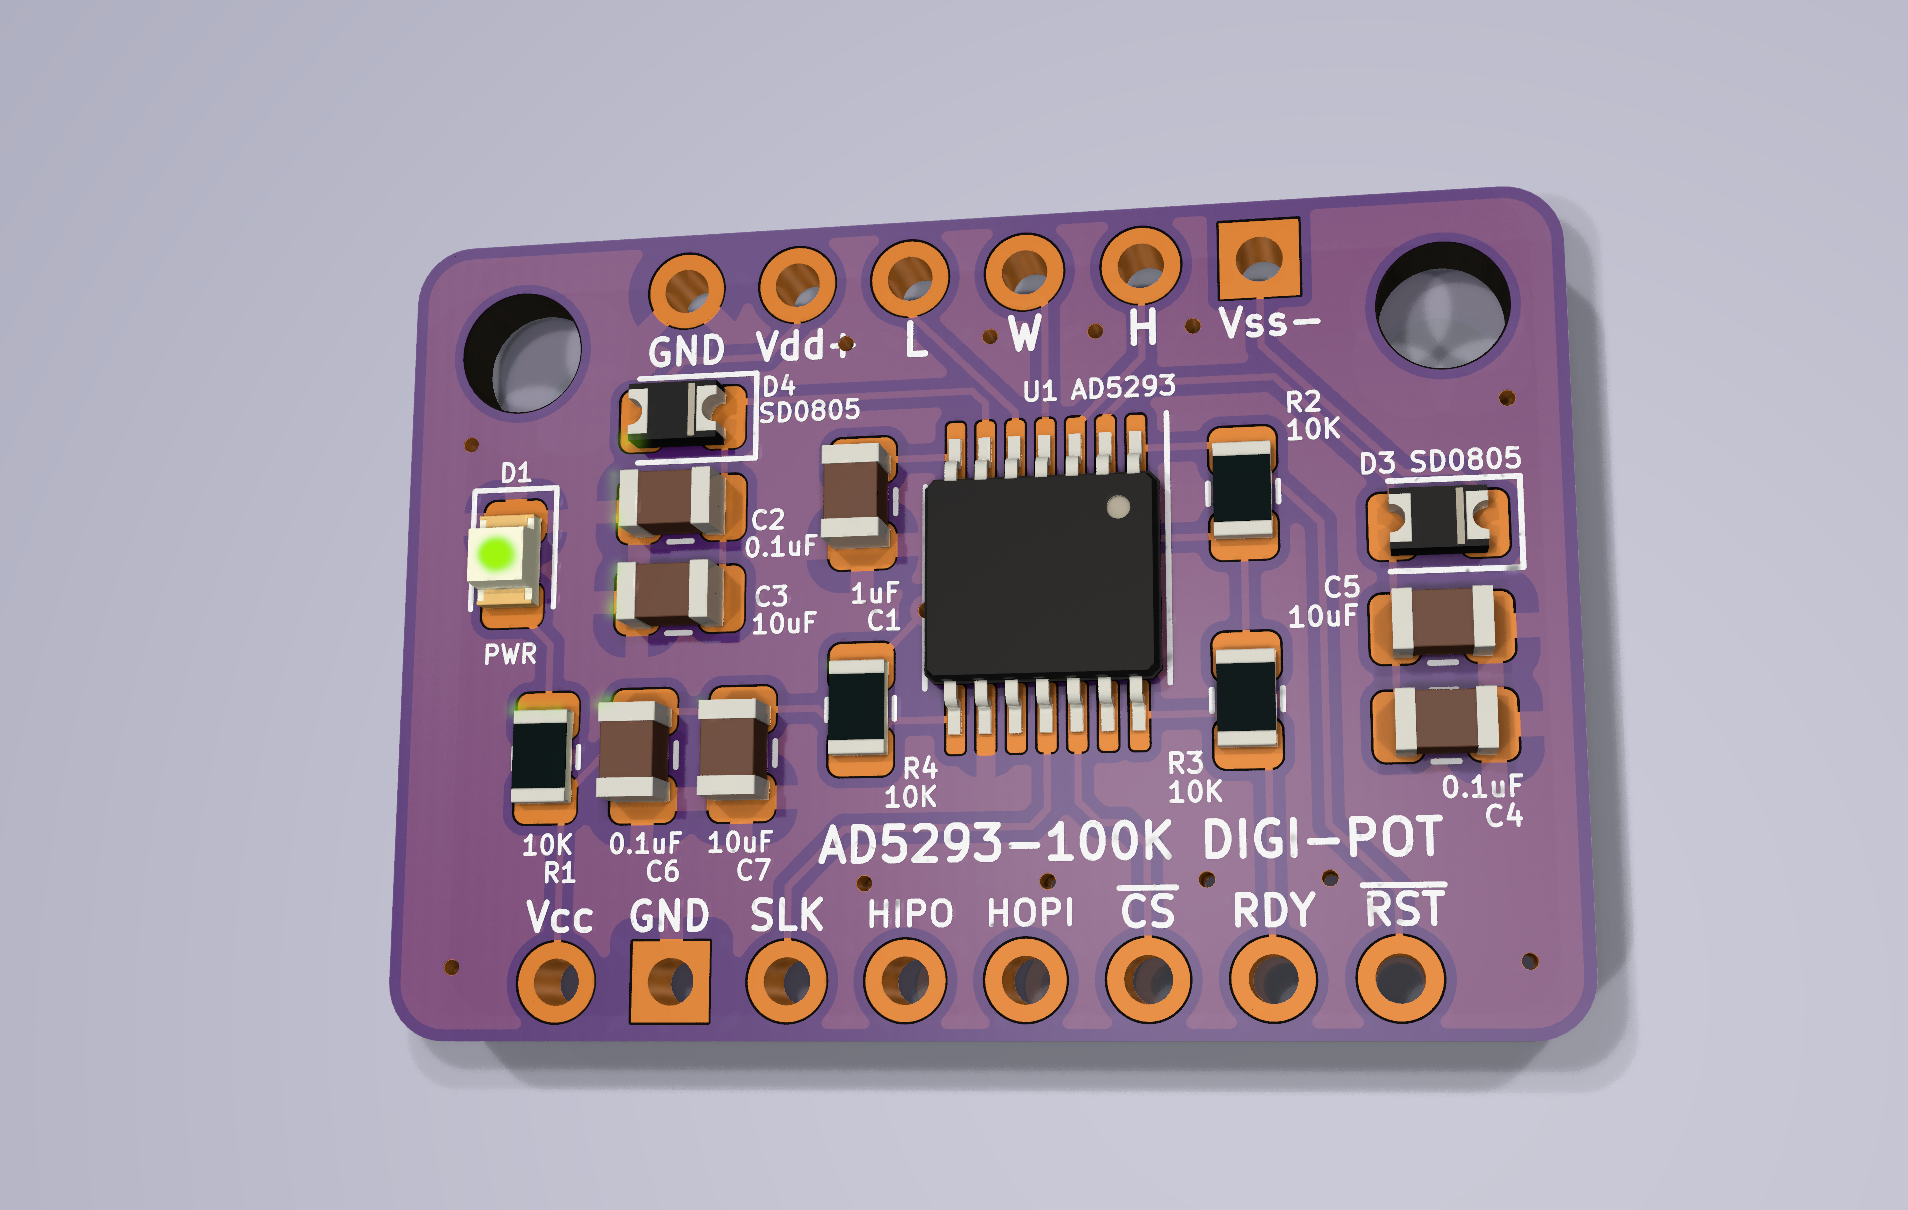 GND Vdd+ L W H Vss-
D4
SD0805
U1 AD5293
R2
10K
D3 SD0805
D1
C2
0.1uF
C3
10uF
1uF
C1
C5
10uF
PWR
R4
10K
R3
10K
0.1uF
C4
10K
R1
0.1uF
C6
10uF
C7
AD5293-100K DIGI-POT
Vcc GND SLK HIPO HOPI CS RDY RST